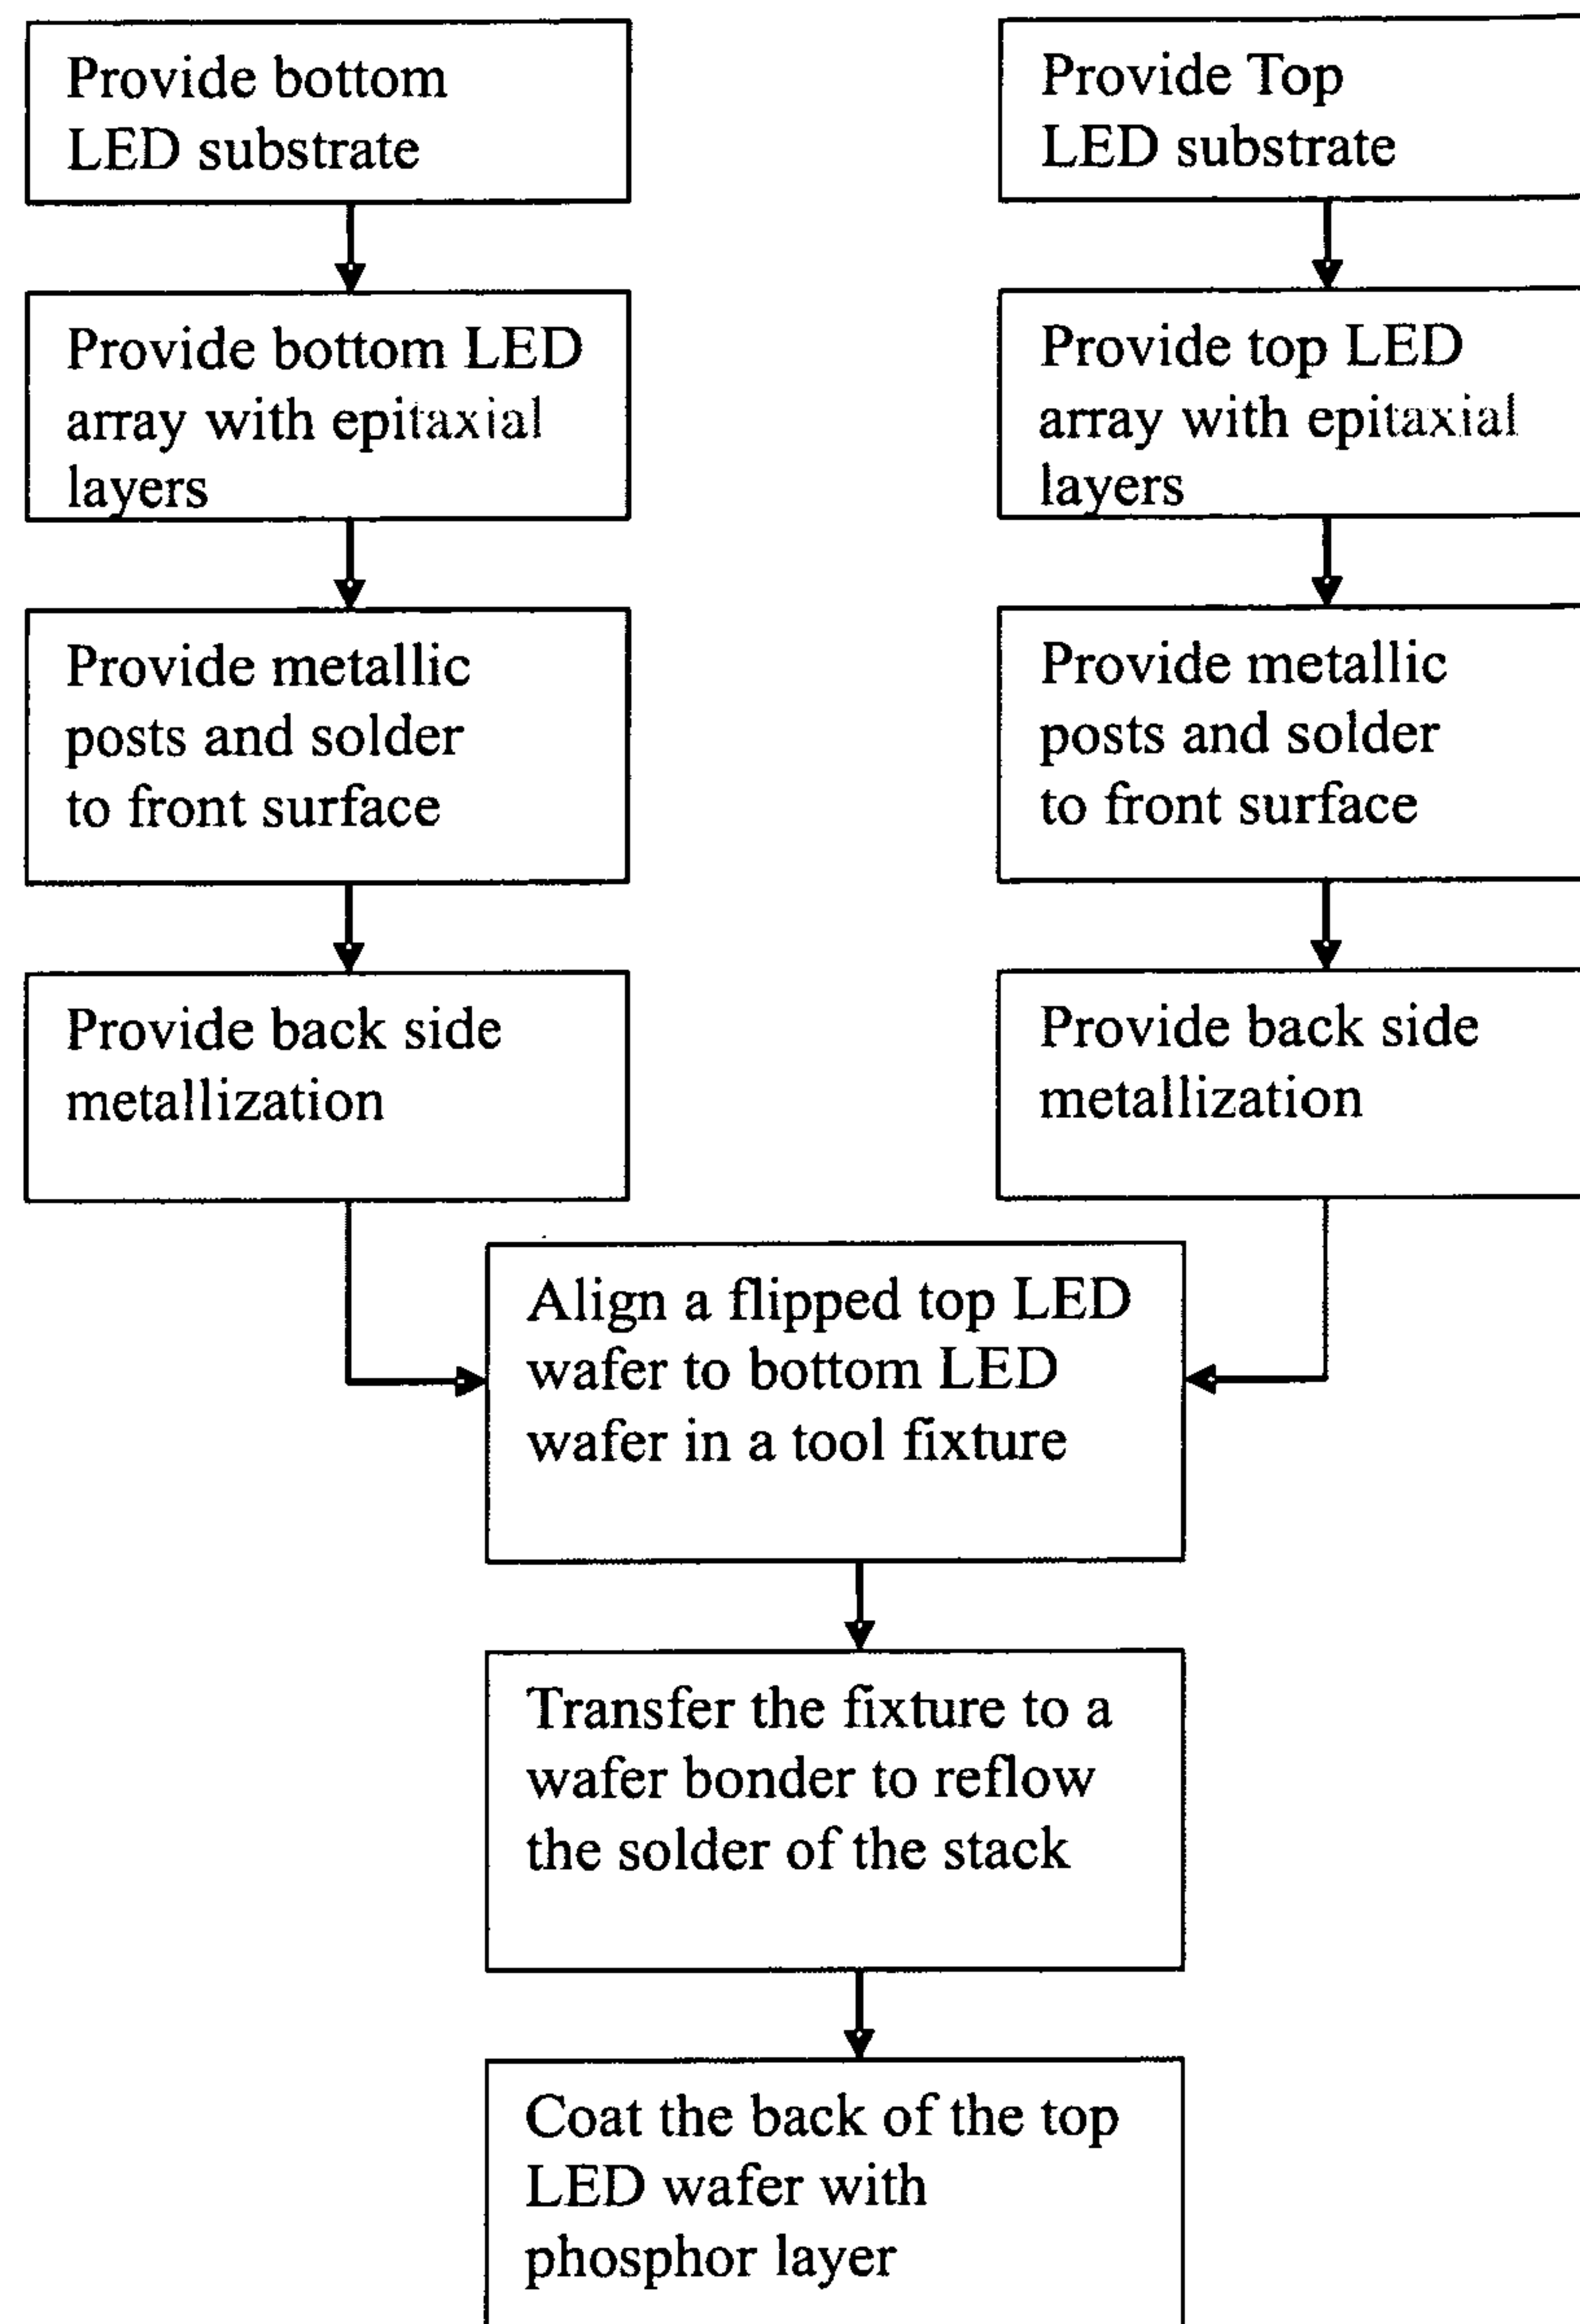 Provide bottom
LED substrate
Provide Top
LED substrate
Provide bottom LED
array with epitaxial
layers
Provide top LED
array with epitaxial
layers
Provide metallic
posts and solder
to front surface
Provide metallic
posts and solder
to front surface
Provide back side
metallization
Provide back side
metallization
Align a flipped top LED
wafer to bottom LED
wafer in a tool fixture
Transfer the fixture to a
wafer bonder to reflow
the solder of the stack
Coat the back of the top
LED wafer with
phosphor layer